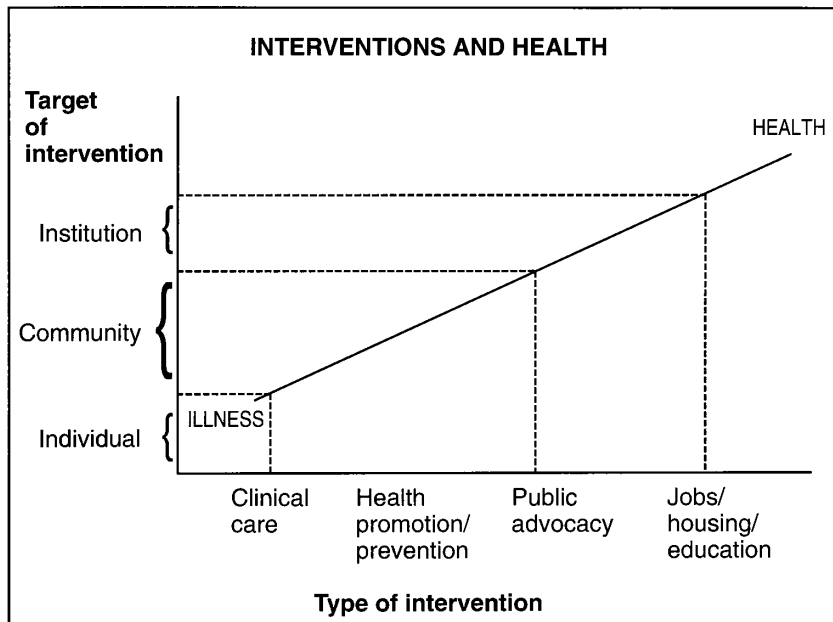 INTERVENTIONS AND HEALTH
Target
of
intervention
HEALTH
Institution
Community
ILLNESS
Individual
Clinical
care
Health
promotion/
prevention
Public
advocacy
Jobs/
housing/
education
Type of intervention